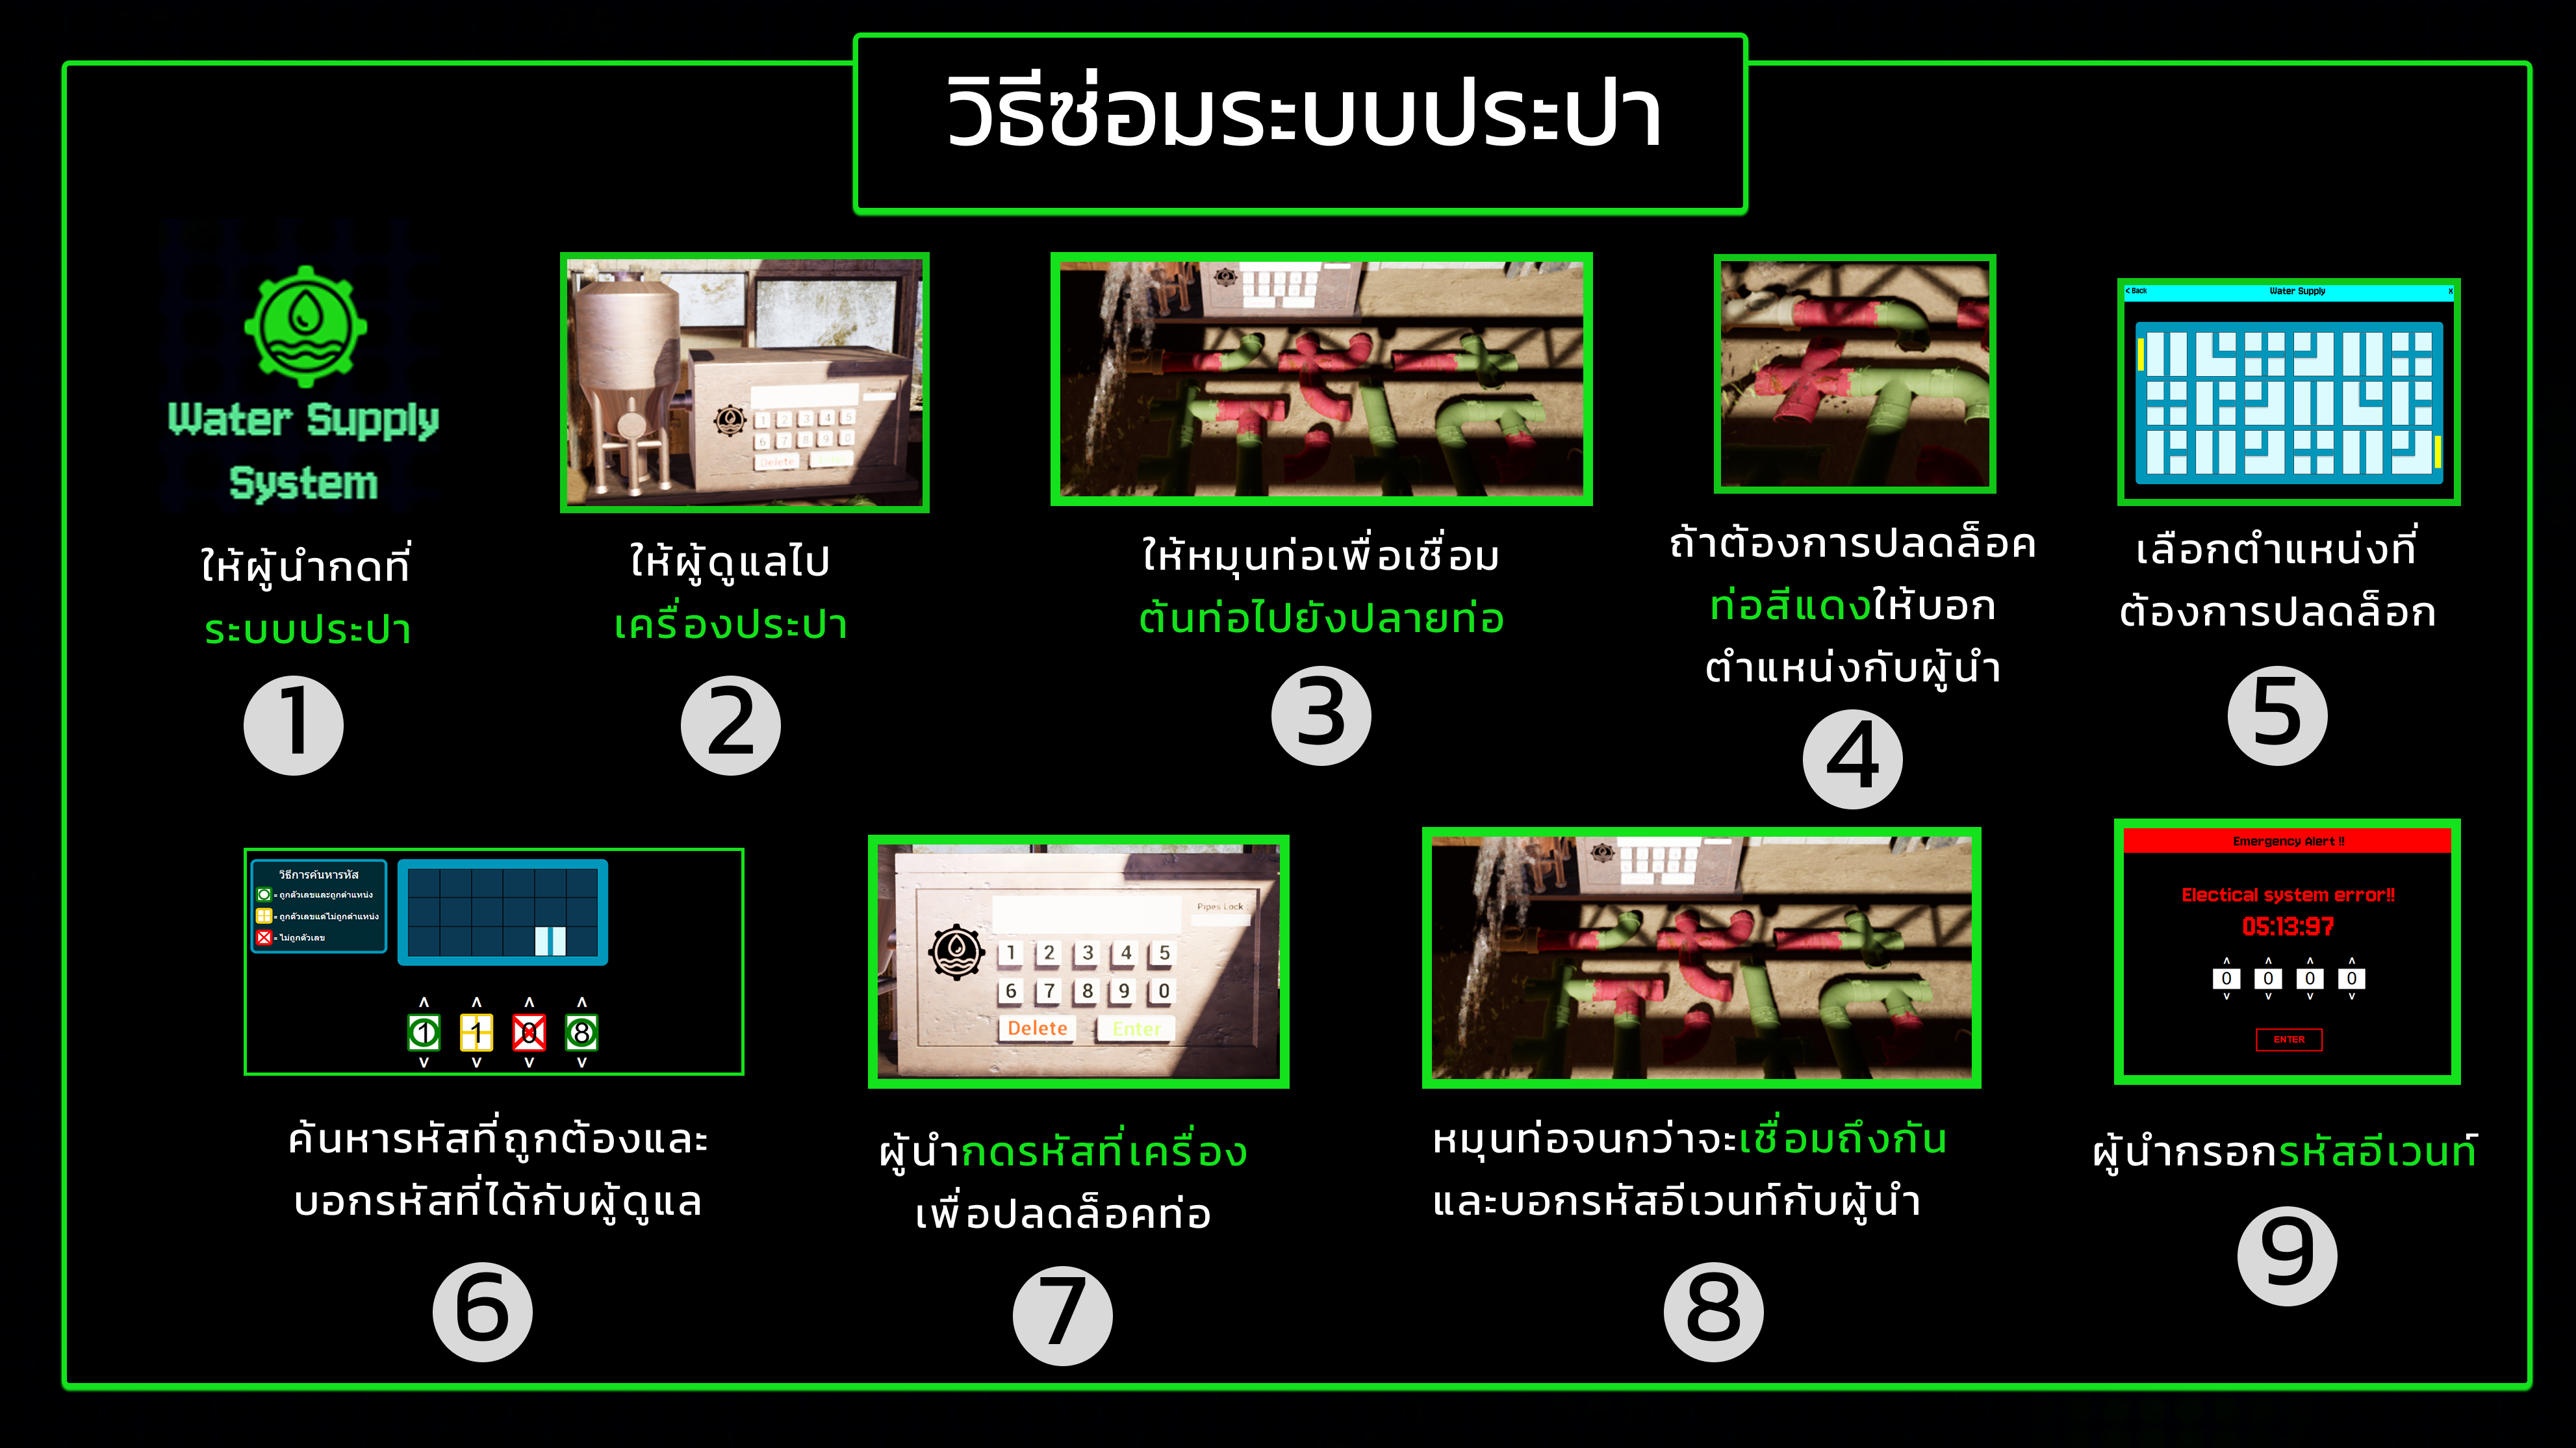 วิธีซ่อมระบบประปา
Water Supply
System
ให้ผู้นำกดที่
ระบบประปา
1
1 2 3 4 5
6 7 8 9 0
Delete
Pipes Lock
ให้ผู้ดูแลไป
เครื่องประปา
2
ให้หมุนท่อเพื่อเชื่อม
ต้นท่อไปยังปลายท่อ
3
ถ้าต้องการปลดล็อค
ท่อสีแดงให้บอก
ตำแหน่งกับผู้นำ
4
< Back Water Supply X
เลือกตำแหน่งที่
ต้องการปลดล็อก
5
วิธีการค้นหารหัส
= ถูกตัวเลขและถูกตำแหน่ง
= ถูกตัวเลขแต่ไม่ถูกตำแหน่ง
= ไม่ถูกตัวเลข
1 1 0 8
ค้นหารหัสที่ถูกต้องและ
บอกรหัสที่ได้กับผู้ดูแล
6
Pipes Lock
1 2 3 4 5
6 7 8 9 0
Delete Enter
ผู้นำกดรหัสที่เครื่อง
เพื่อปลดล็อคท่อ
7
หมุนท่อจนกว่าจะเชื่อมถึงกัน
และบอกรหัสอีเวนท์กับผู้นำ
8
Emergency Alert !!
Electical system error!!
05:13:97
0 0 0 0
ENTER
ผู้นำกรอกรหัสอีเวนท์
9